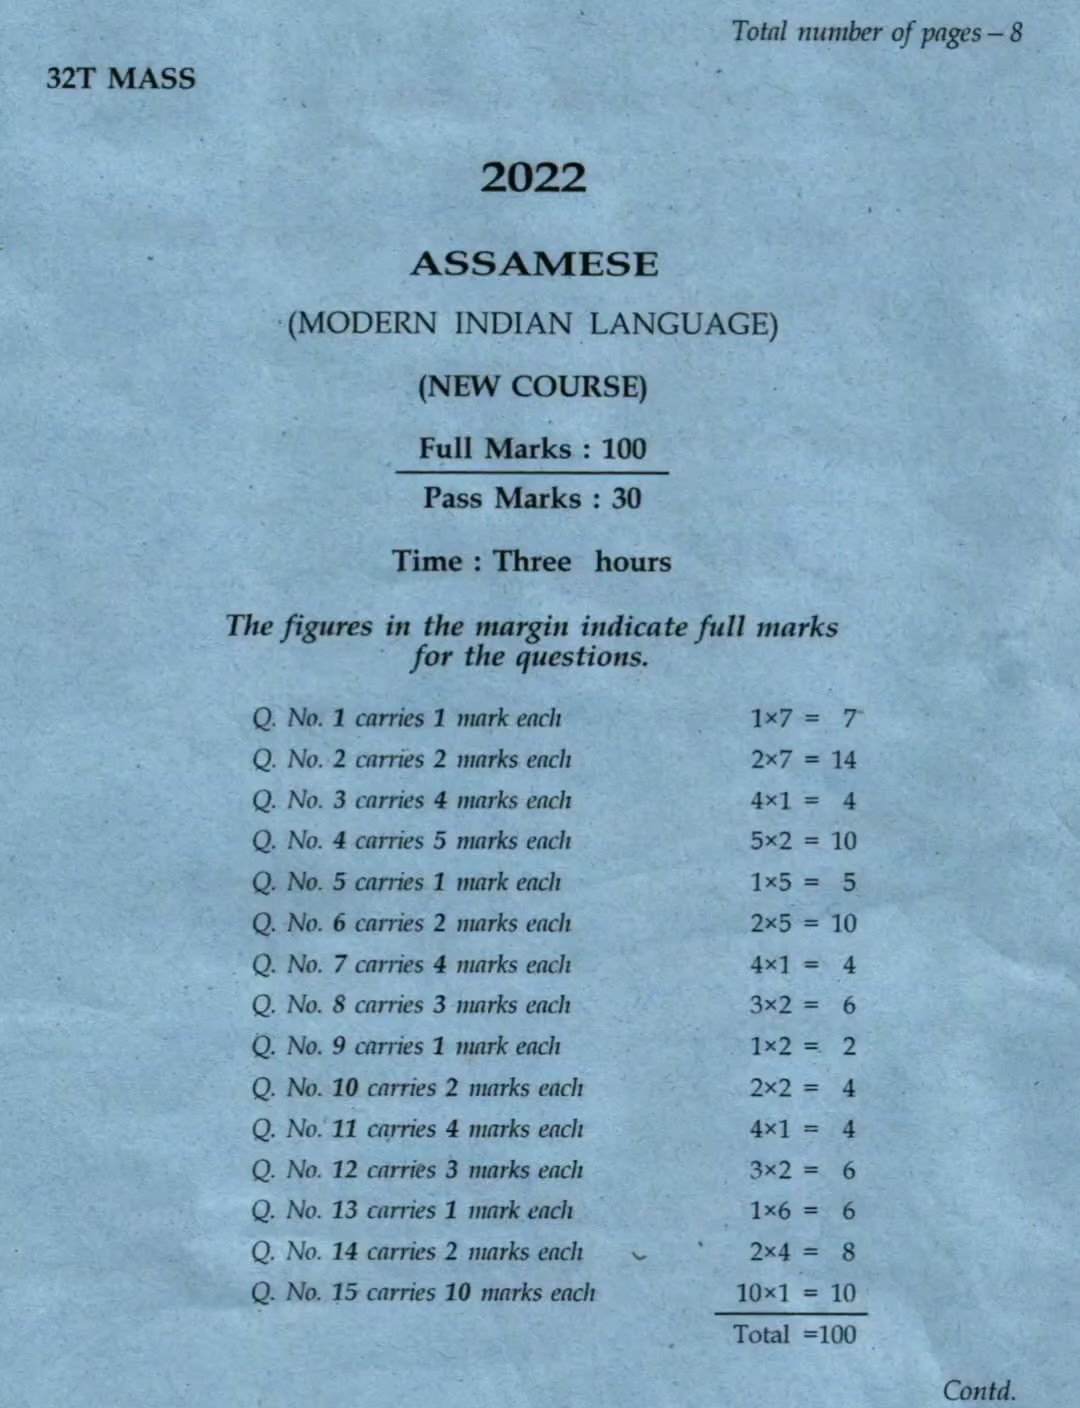 Total number of pages – 8
32T MASS
2022
ASSAMESE
(MODERN INDIAN LANGUAGE)
(NEW COURSE)
Full Marks : 100
Pass Marks : 30
Time : Three hours
The figures in the margin indicate full marks
for the questions.
Q. No. 1 carries 1 mark each 1×7 = 7
Q. No. 2 carries 2 marks each 2×7 = 14
Q. No. 3 carries 4 marks each 4×1 = 4
Q. No. 4 carries 5 marks each 5×2 = 10
Q. No. 5 carries 1 mark each 1×5 = 5
Q. No. 6 carries 2 marks each 2×5 = 10
Q. No. 7 carries 4 marks each 4×1 = 4
Q. No. 8 carries 3 marks each 3×2 = 6
Q. No. 9 carries 1 mark each 1×2 = 2
Q. No. 10 carries 2 marks each 2×2 = 4
Q. No. 11 carries 4 marks each 4×1 = 4
Q. No. 12 carries 3 marks each 3×2 = 6
Q. No. 13 carries 1 mark each 1×6 = 6
Q. No. 14 carries 2 marks each 2×4 = 8
Q. No. 15 carries 10 marks each 10×1 = 10
Total =100
Contd.